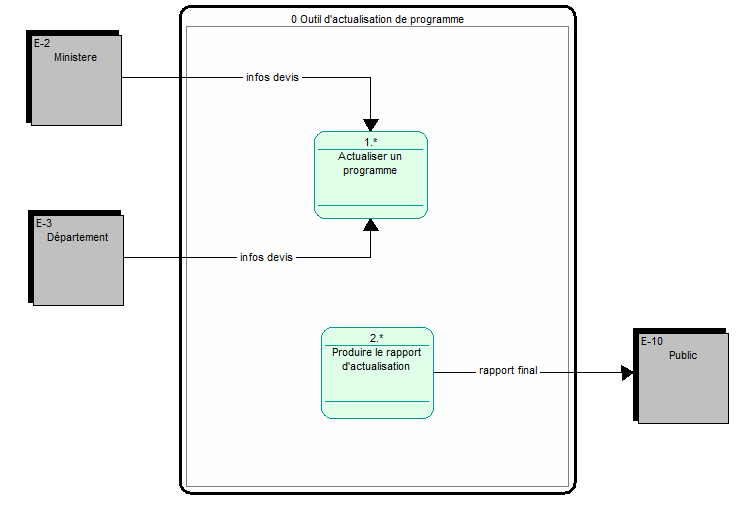 0 Outil d'actualisation de programme
E-2
Ministere
infos devis
1.*
Actualiser un
programme
E-3
Département
infos devis
2.*
Produire le rapport
d'actualisation
rapport final
E-10
Public